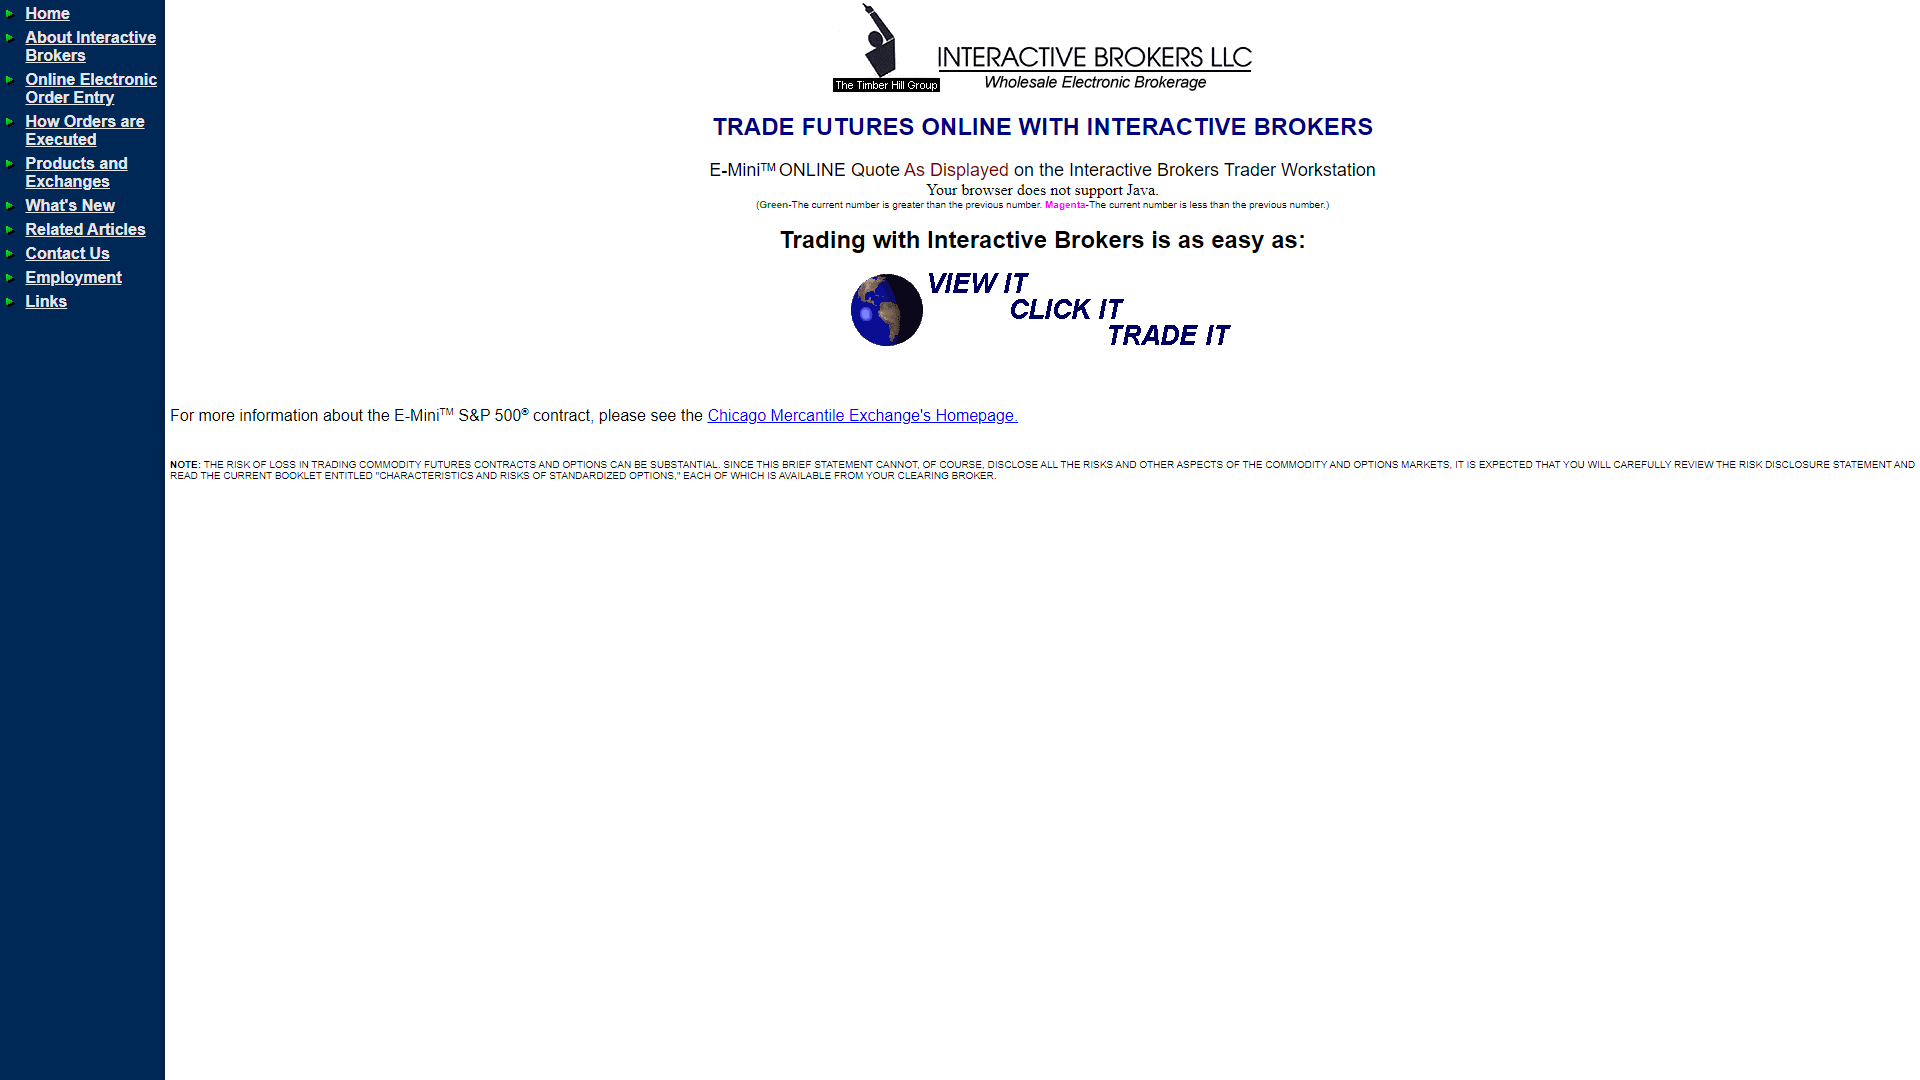 Home
About Interactive
Brokers
Online Electronic
Order Entry
How Orders are
Executed
Products and
Exchanges
What's New
Related Articles
Contact Us
Employment
Links
The Timber Hill Group
INTERACTIVE BROKERS LLC
Wholesale Electronic Brokerage
TRADE FUTURES ONLINE WITH INTERACTIVE BROKERS
E-Mini™ ONLINE Quote As Displayed on the Interactive Brokers Trader Workstation
Your browser does not support Java.
(Green-The current number is greater than the previous number. Magenta-The current number is less than the previous number.)
Trading with Interactive Brokers is as easy as:
VIEW IT
CLICK IT
TRADE IT
For more information about the E-Mini™ S&P 500® contract, please see the Chicago Mercantile Exchange's Homepage.
NOTE: THE RISK OF LOSS IN TRADING COMMODITY FUTURES CONTRACTS AND OPTIONS CAN BE SUBSTANTIAL. SINCE THIS BRIEF STATEMENT CANNOT, OF COURSE, DISCLOSE ALL THE RISKS AND OTHER ASPECTS OF THE COMMODITY AND OPTIONS MARKETS, IT IS EXPECTED THAT YOU WILL CAREFULLY REVIEW THE RISK DISCLOSURE STATEMENT AND
READ THE CURRENT BOOKLET ENTITLED "CHARACTERISTICS AND RISKS OF STANDARDIZED OPTIONS," EACH OF WHICH IS AVAILABLE FROM YOUR CLEARING BROKER.